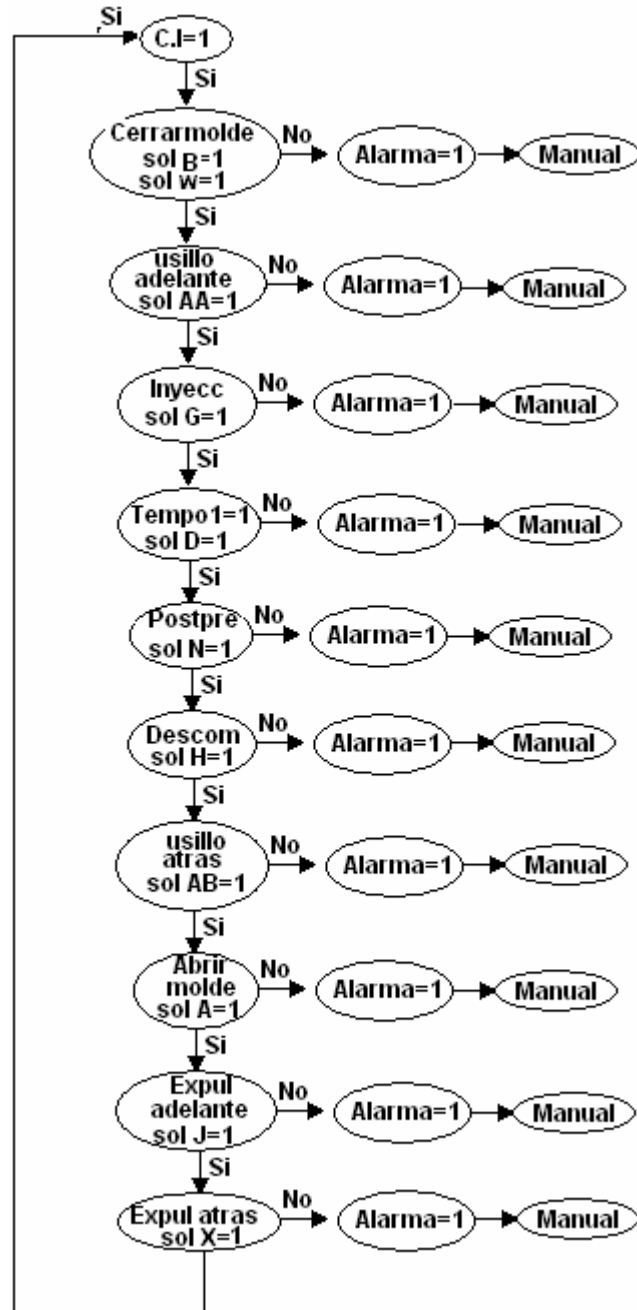 Si
C.I=1
Si
Cerrarmolde
sol B=1
sol w=1
No
Alarma=1
Manual
Si
usillo
adelante
sol AA=1
No
Alarma=1
Manual
Si
Inyecc
sol G=1
No
Alarma=1
Manual
Si
Tempo1=1
sol D=1
No
Alarma=1
Manual
Si
Postpre
sol N=1
No
Alarma=1
Manual
Si
Descom
sol H=1
No
Alarma=1
Manual
Si
usillo
atras
sol AB=1
No
Alarma=1
Manual
Si
Abrir
molde
sol A=1
No
Alarma=1
Manual
Si
Expul
adelante
sol J=1
No
Alarma=1
Manual
Si
Expul atras
sol X=1
No
Alarma=1
Manual